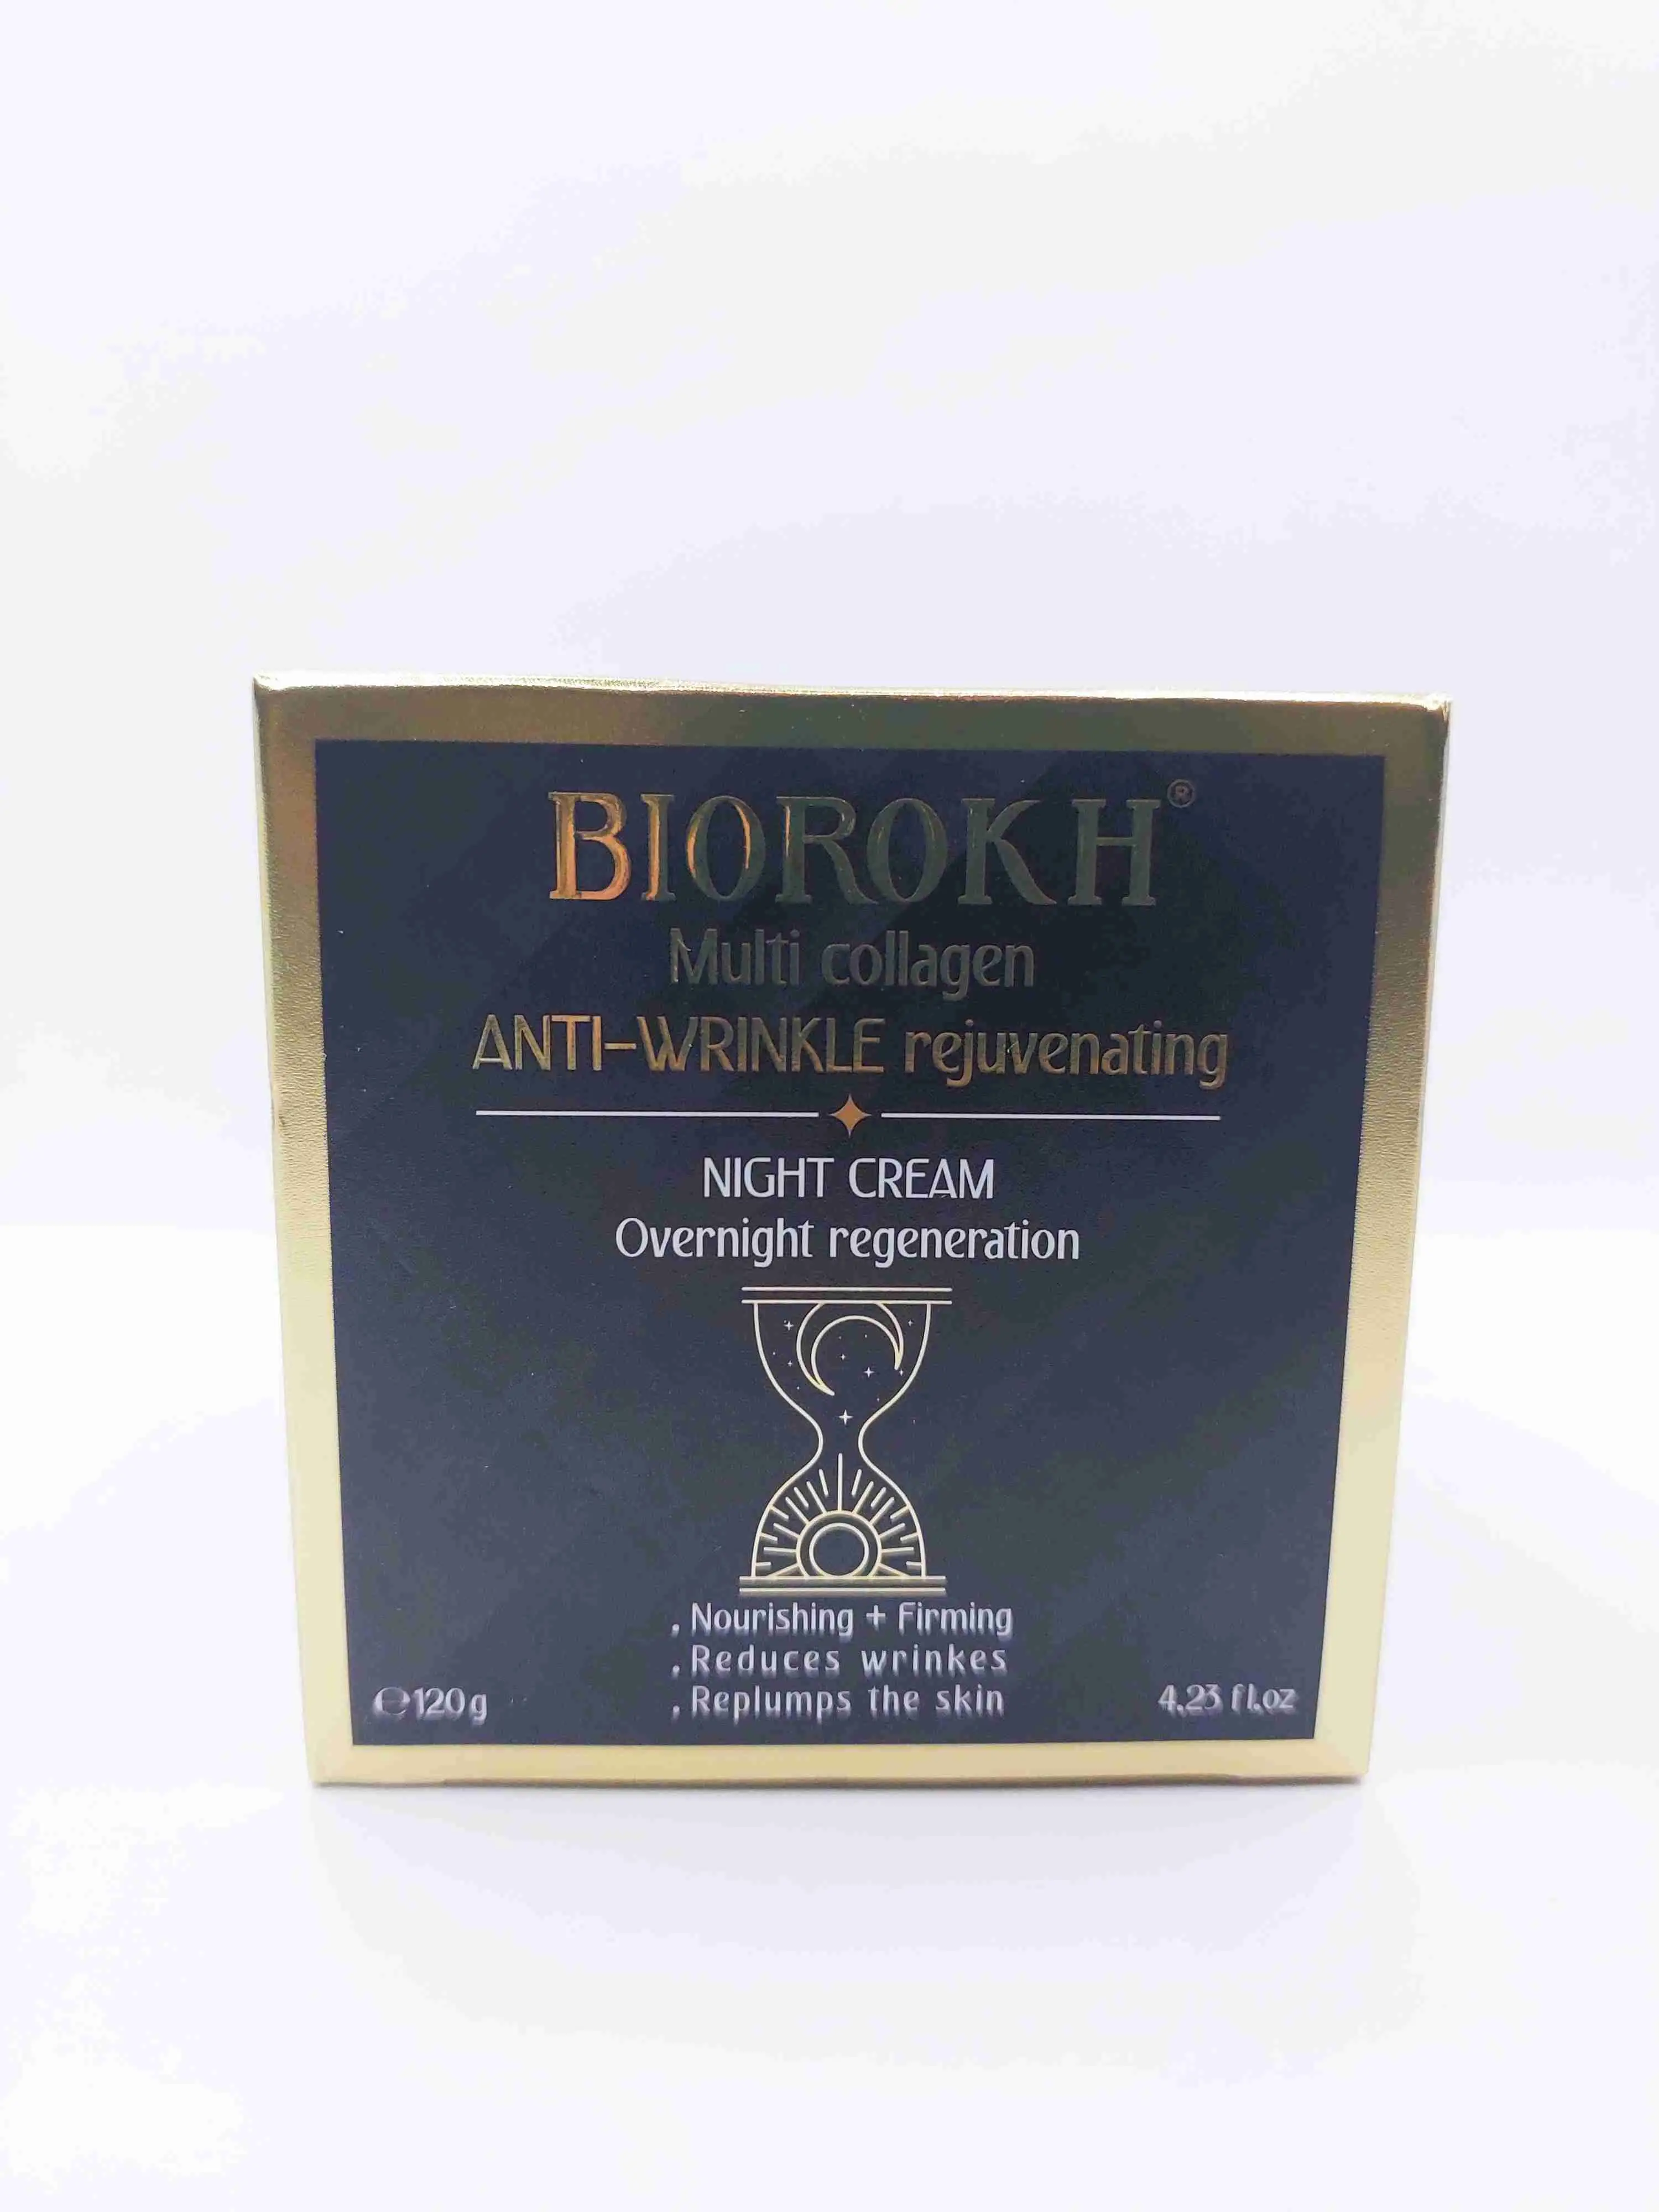 BIOROKH®
Multi collagen
ANTI-WRINKLE rejuvenating
NIGHT CREAM
Overnight regeneration
. Nourishing + Firming
. Reduces wrinkes
. Replumps the skin
℮120g
4.23 fl.oz